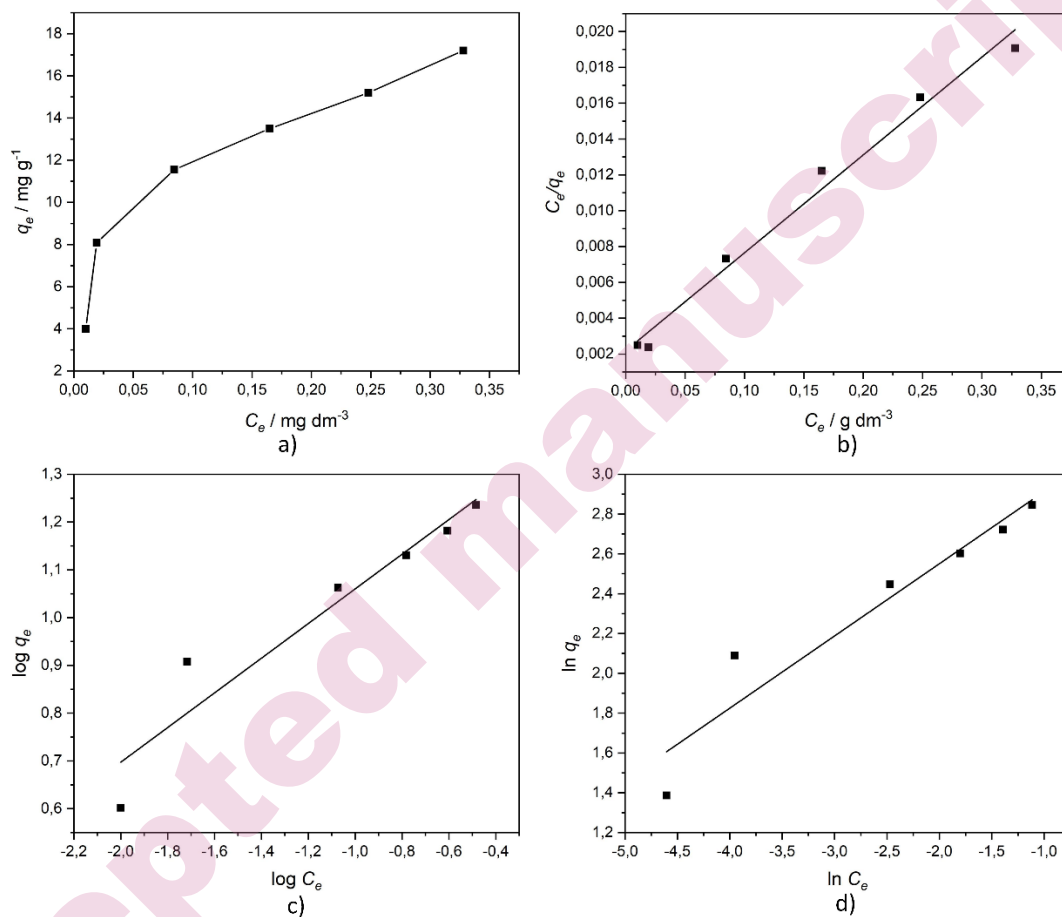 18
16
14
12
10
8
6
4
2
q_e / mg g⁻¹
0,00 0,05 0,10 0,15 0,20 0,25 0,30 0,35
C_e / mg dm⁻³
a)
0,020
0,018
0,016
0,014
0,012
0,010
0,008
0,006
0,004
0,002
C_e/q_e
0,00 0,05 0,10 0,15 0,20 0,25 0,30 0,35
C_e / g dm⁻³
b)
1,3
1,2
1,1
1,0
0,9
0,8
0,7
0,6
log q_e
-2,2 -2,0 -1,8 -1,6 -1,4 -1,2 -1,0 -0,8 -0,6 -0,4
log C_e
c)
3,0
2,8
2,6
2,4
2,2
2,0
1,8
1,6
1,4
1,2
ln q_e
-5,0 -4,5 -4,0 -3,5 -3,0 -2,5 -2,0 -1,5 -1,0
ln C_e
d)
pted manuscrip